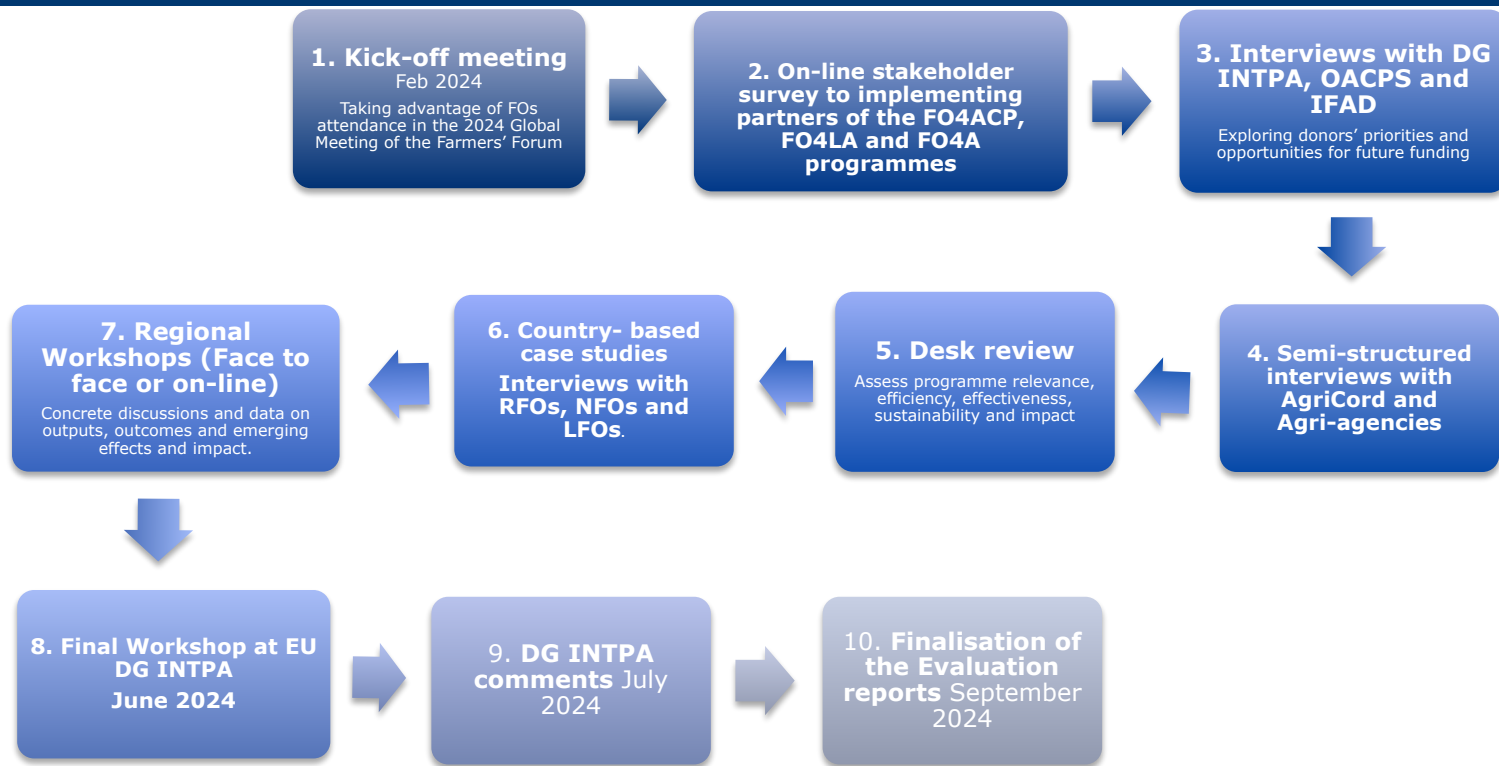 1. Kick-off meeting
Feb 2024
Taking advantage of FOs
attendance in the 2024 Global
Meeting of the Farmers' Forum
2. On-line stakeholder
survey to implementing
partners of the FO4ACP,
FO4LA and FO4A
programmes
3. Interviews with DG
INTPA, OACPS and
IFAD
Exploring donors' priorities and
opportunities for future funding
4. Semi-structured
interviews with
AgriCord and
Agri-agencies
5. Desk review
Assess programme relevance,
efficiency, effectiveness,
sustainability and impact
6. Country- based
case studies
Interviews with
RFOs, NFOs and
LFOs.
7. Regional
Workshops (Face to
face or on-line)
Concrete discussions and data on
outputs, outcomes and emerging
effects and impact.
8. Final Workshop at EU
DG INTPA
June 2024
9. DG INTPA
comments July
2024
10. Finalisation of
the Evaluation
reports September
2024